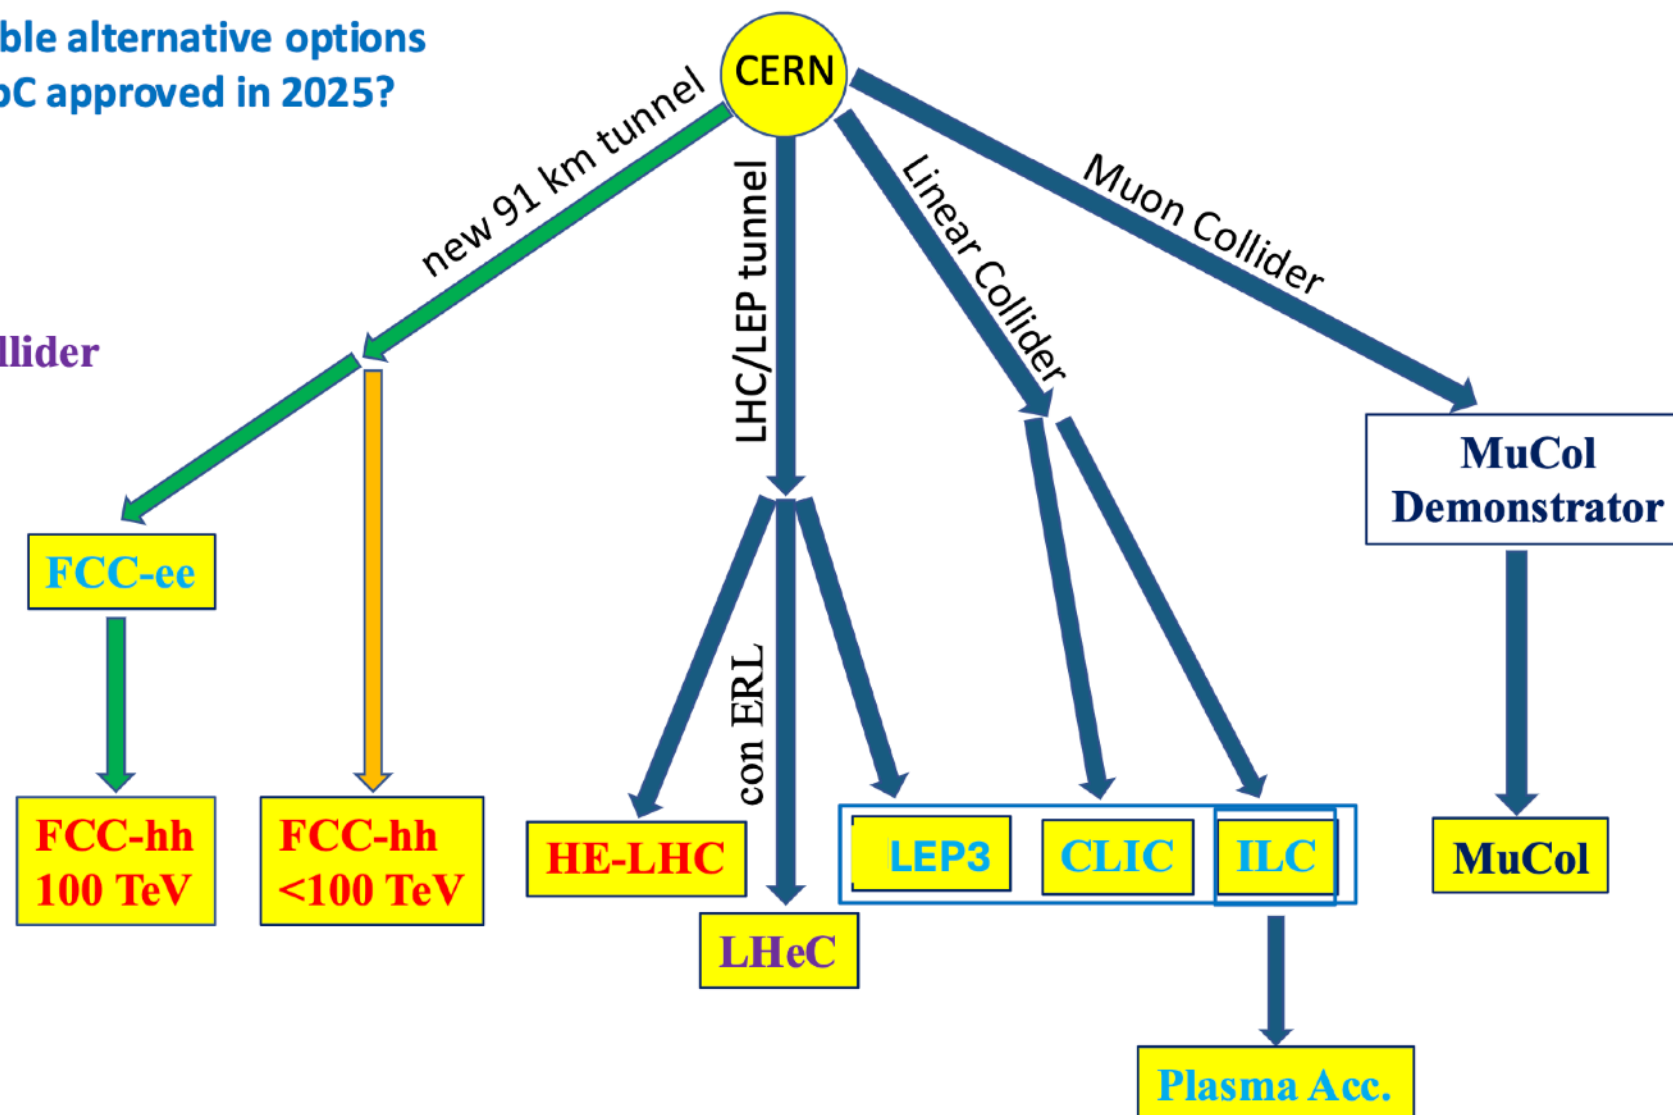 ble alternative options
CERN
bC approved in 2025?
new 91 km tunnel
LHC/LEP tunnel
Linear Collider
Muon Collider
llider
MuCol
Demonstrator
FCC-ee
con ERL
FCC-hh
100 TeV
FCC-hh
<100 TeV
HE-LHC
LEP3
CLIC
ILC
MuCol
LHeC
Plasma Acc.